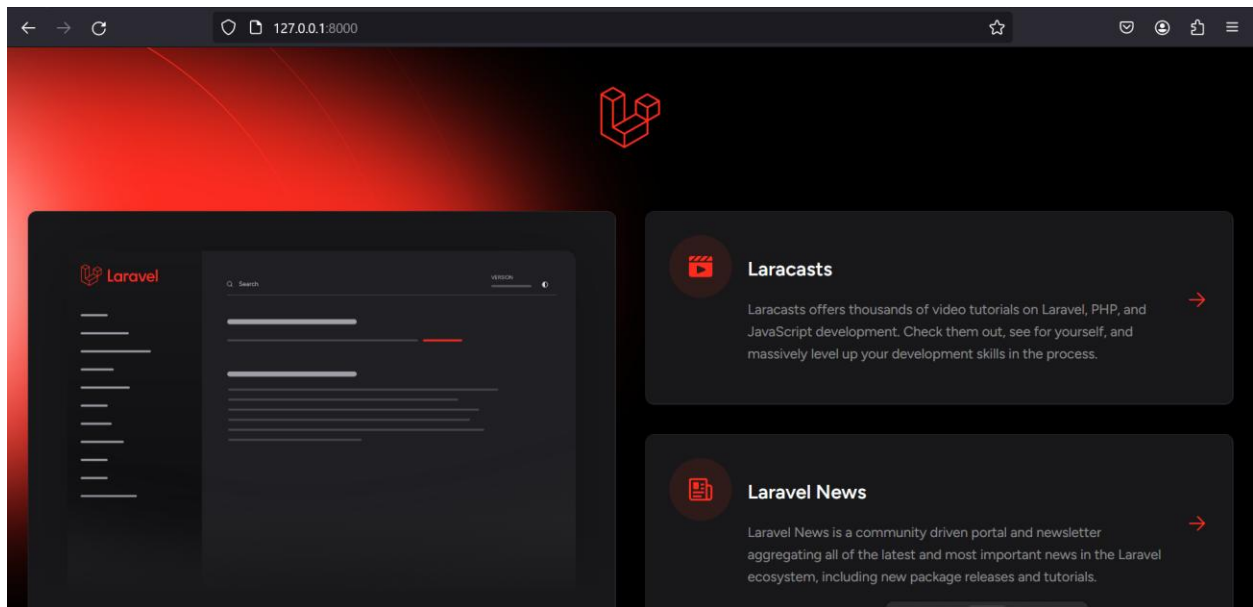 127.0.0.1:8000
Laravel
Search
VERSION
Laracasts
Laracasts offers thousands of video tutorials on Laravel, PHP, and
JavaScript development. Check them out, see for yourself, and
massively level up your development skills in the process.
Laravel News
Laravel News is a community driven portal and newsletter
aggregating all of the latest and most important news in the Laravel
ecosystem, including new package releases and tutorials.